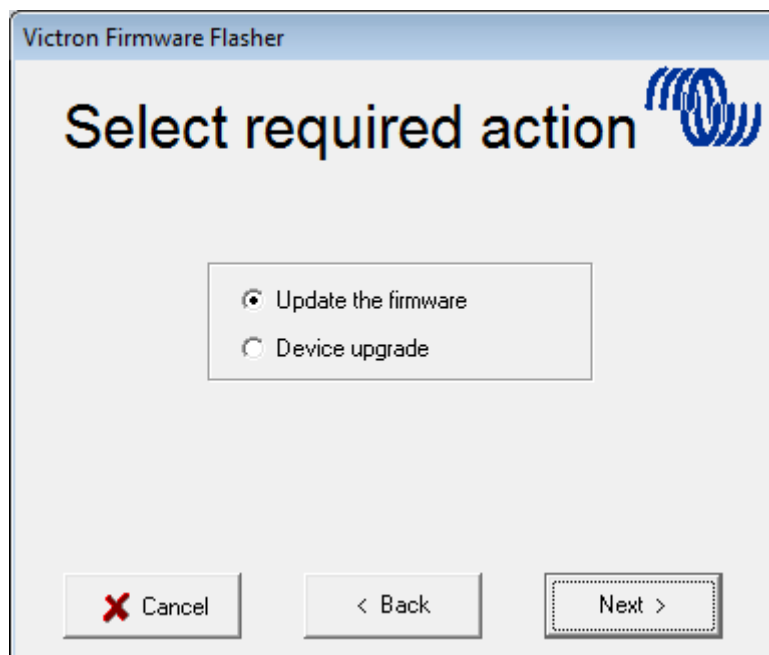 Victron Firmware Flasher
Select required action
Update the firmware
Device upgrade
Cancel
< Back
Next >